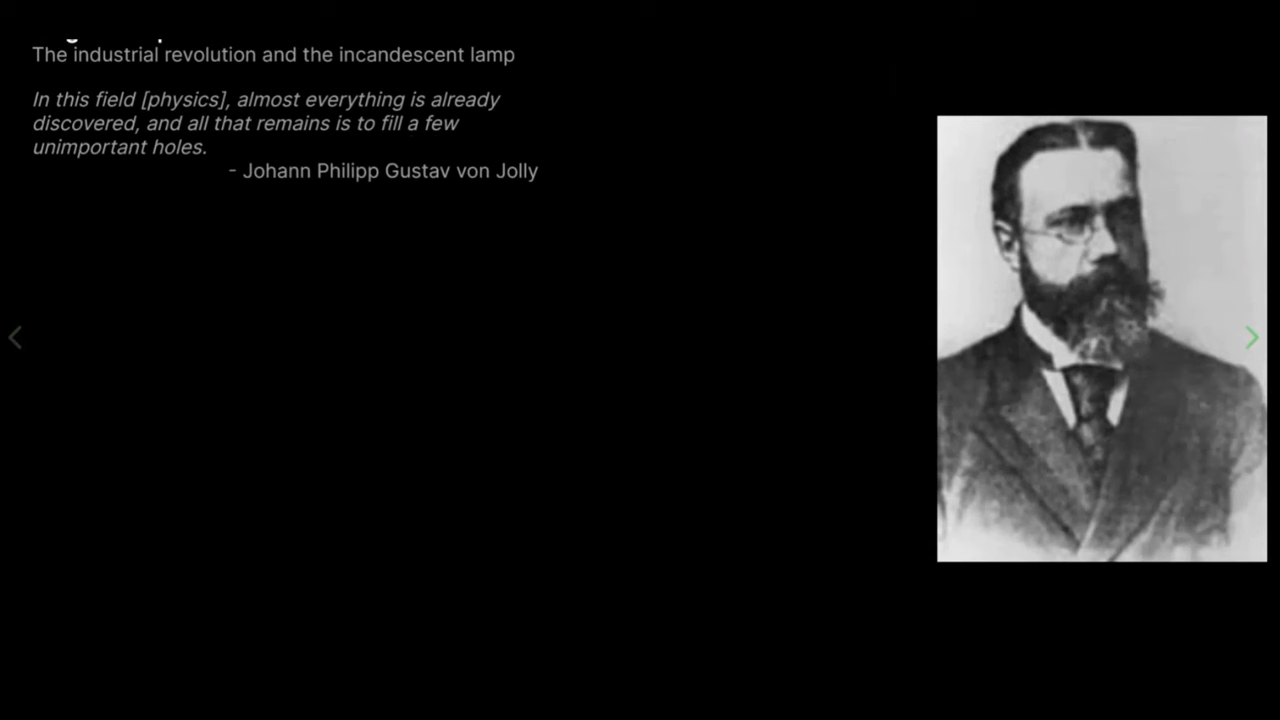 The industrial revolution and the incandescent lamp
In this field [physics], almost everything is already
discovered, and all that remains is to fill a few
unimportant holes.
- Johann Philipp Gustav von Jolly